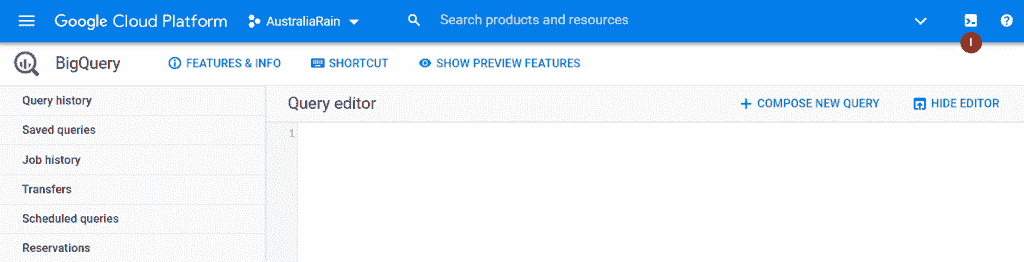 Google Cloud Platform AustraliaRain Search products and resources
I
BigQuery FEATURES & INFO SHORTCUT SHOW PREVIEW FEATURES
Query history
Saved queries
Job history
Transfers
Scheduled queries
Reservations
Query editor COMPOSE NEW QUERY HIDE EDITOR
1